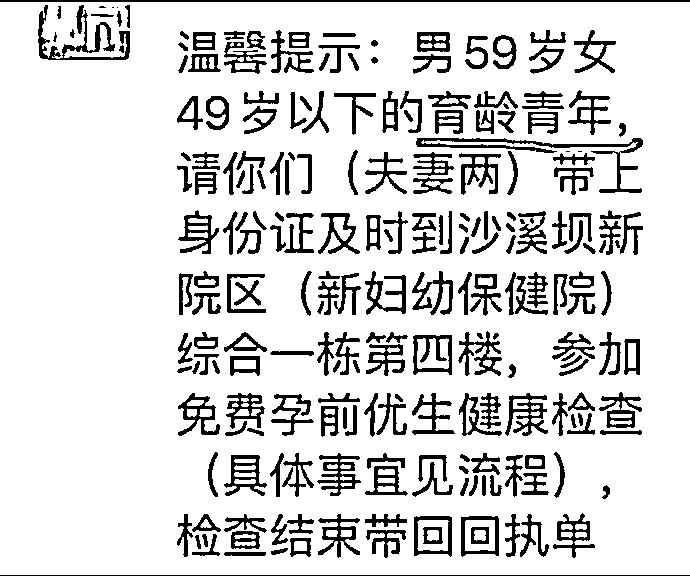 温馨提示：男59岁女
49岁以下的育龄青年，
请你们（夫妻两）带上
身份证及时到沙溪坝新
院区（新妇幼保健院）
综合一栋第四楼，参加
免费孕前优生健康检查
（具体事宜见流程），
检查结束带回回执单